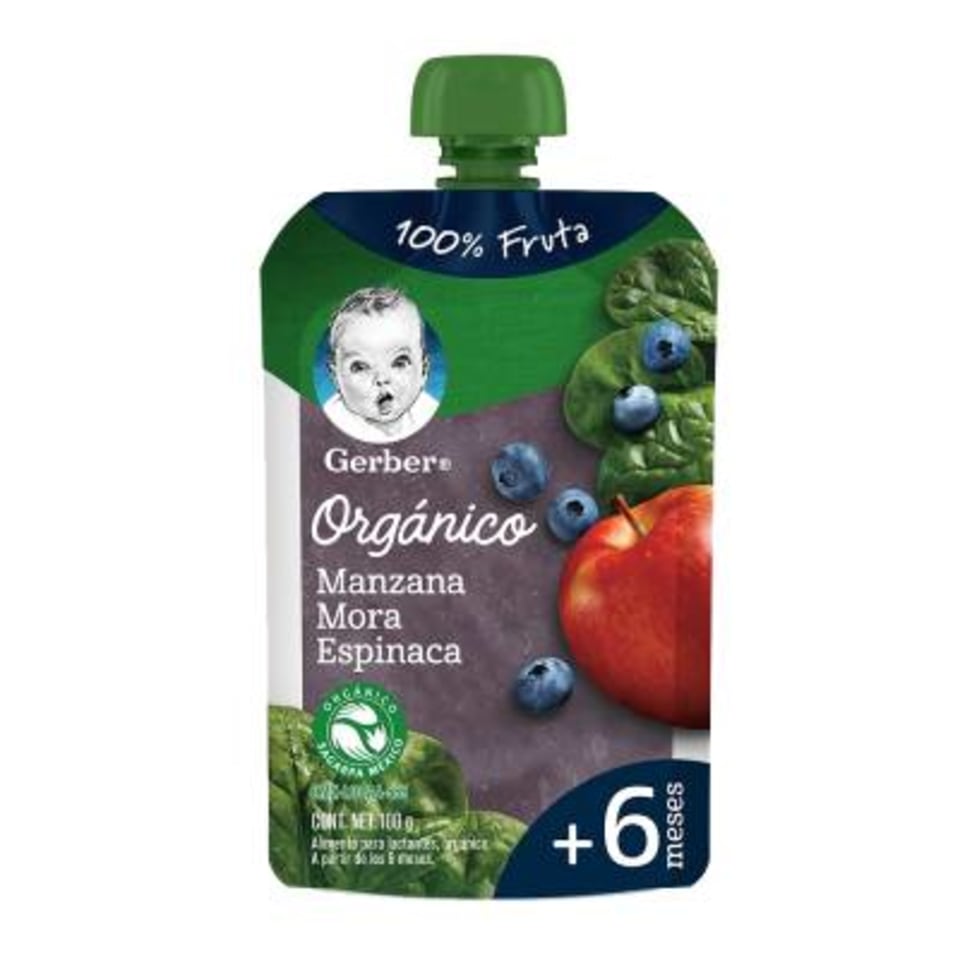 100% Fruta
Gerber®
Orgánico
Manzana
Mora
Espinaca
ORGÁNICO
SAGARPA MÉXICO
CONT. NET. 100 g
Alimento para lactantes, orgánico.
A partir de los 6 meses.
+6 meses